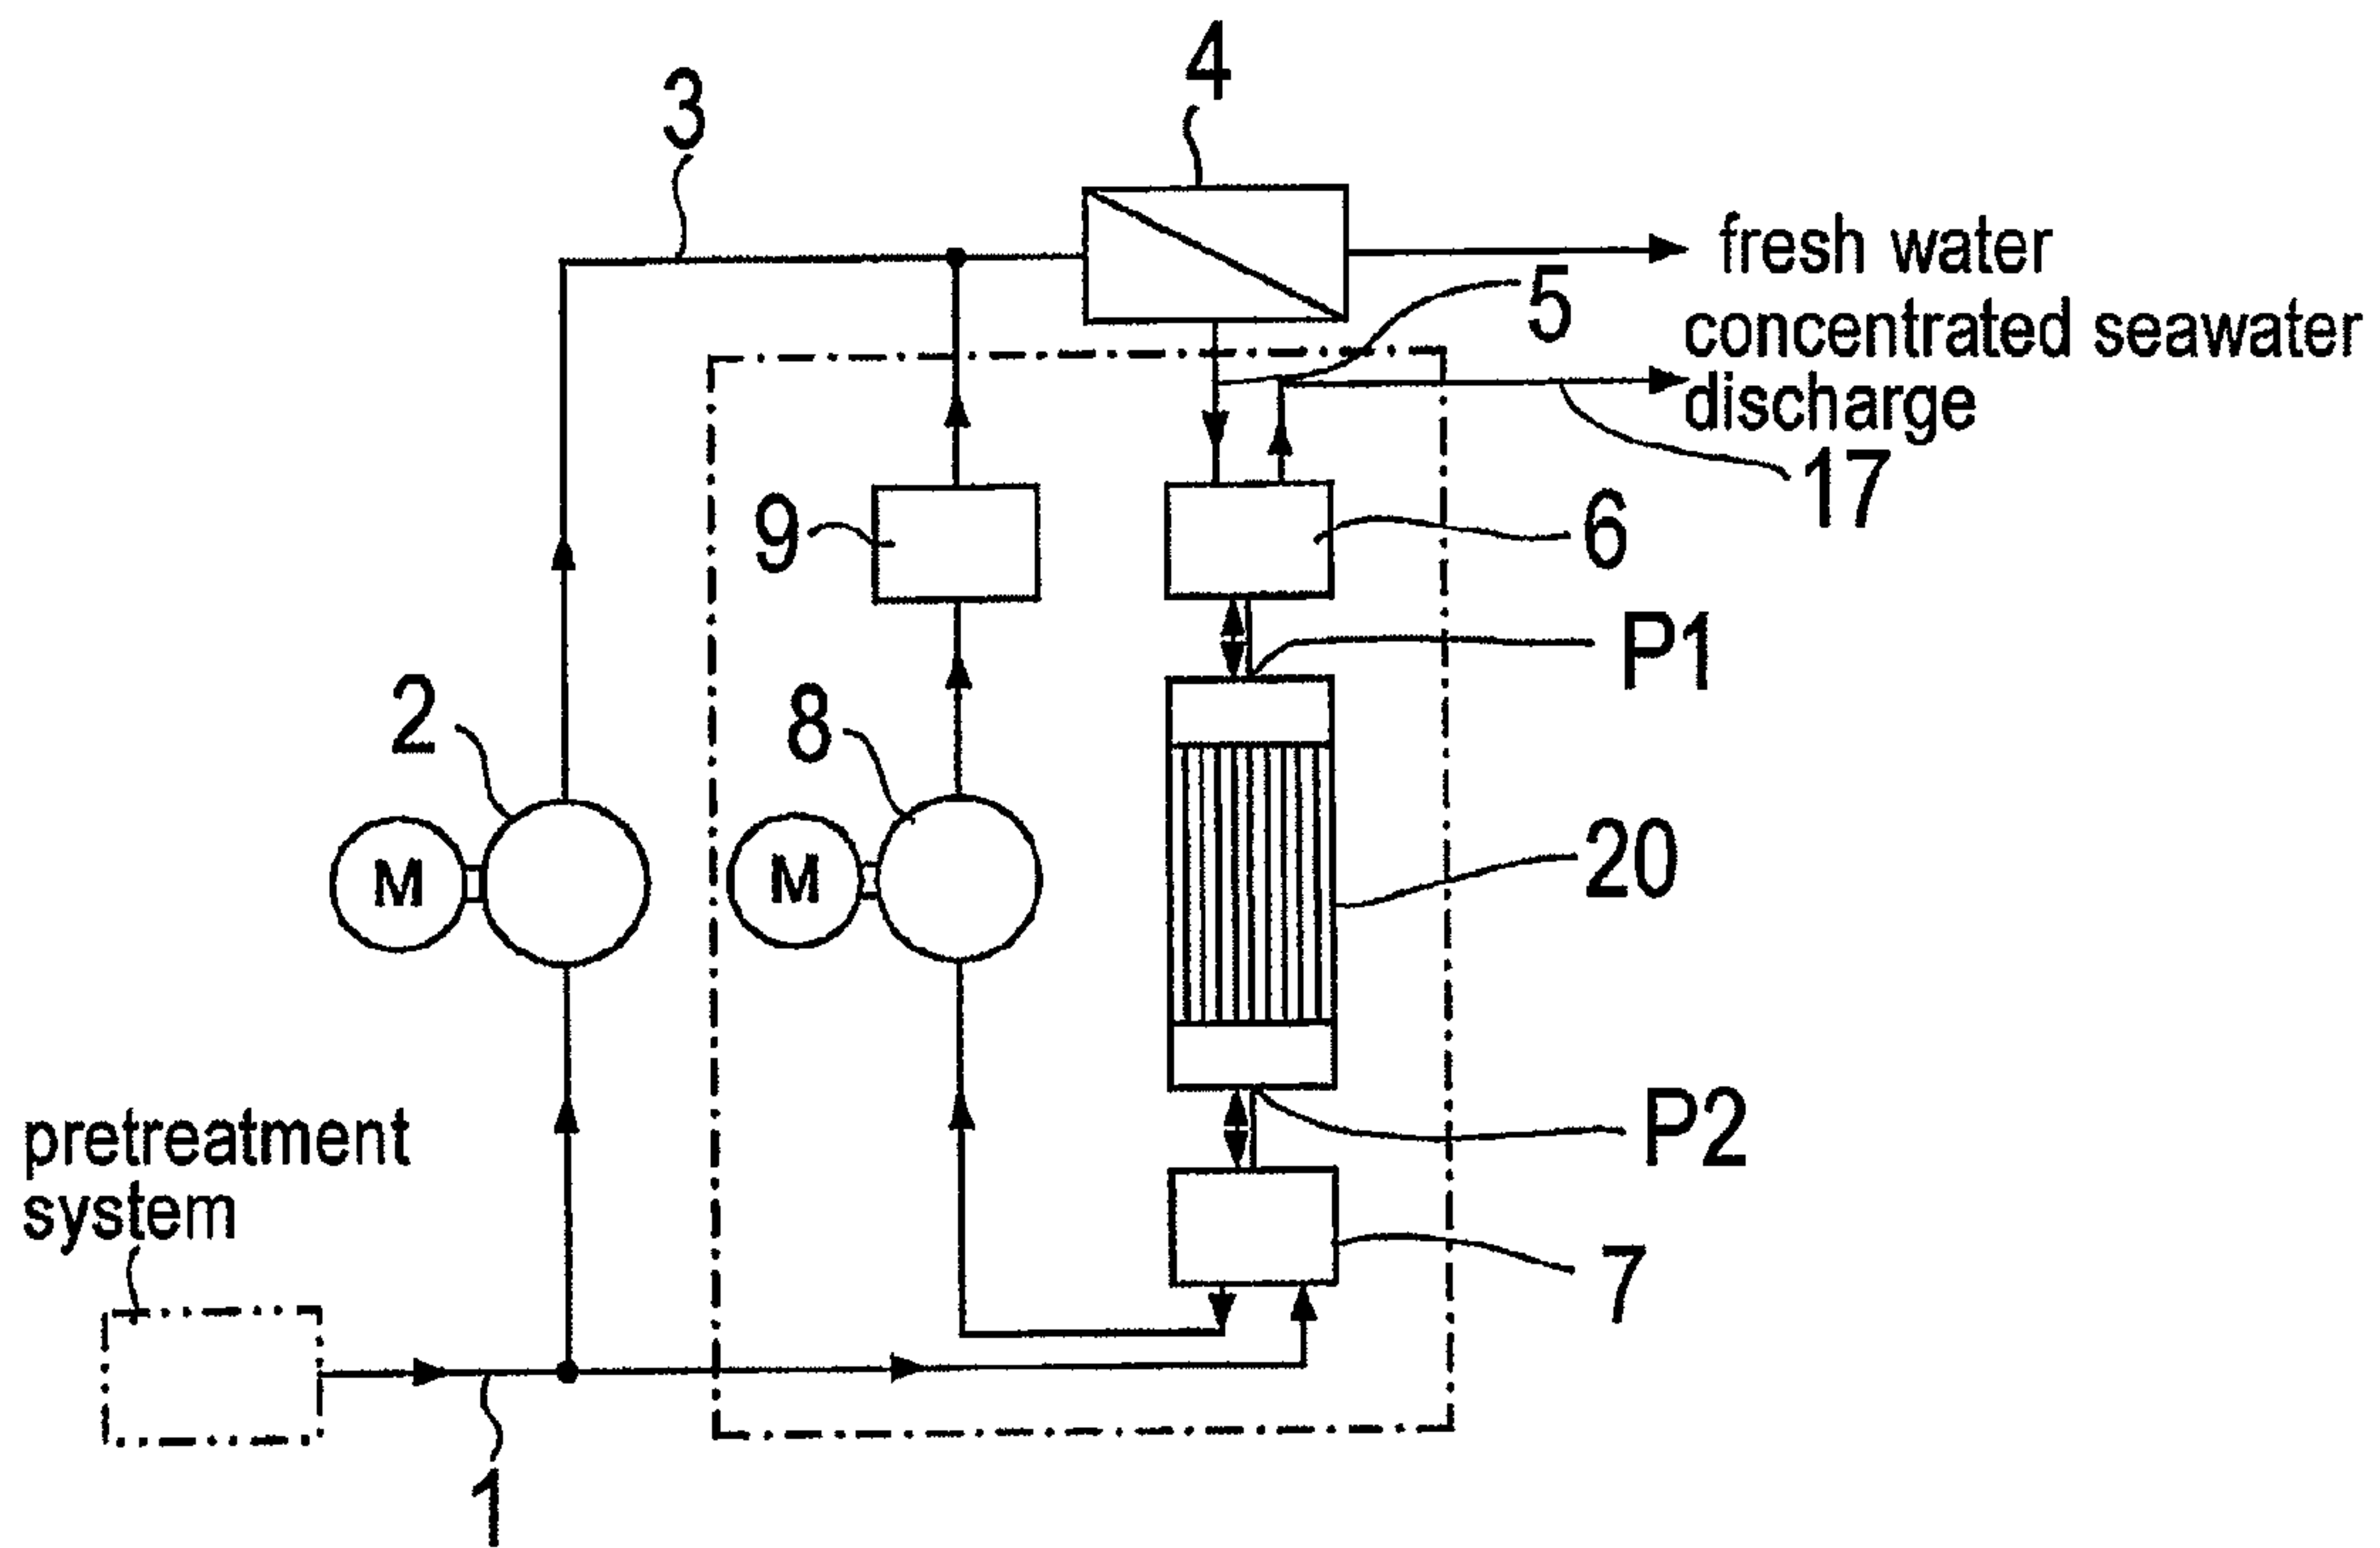 4
3
fresh water
5
concentrated seawater
discharge
17
9
6
P1
2
8
M
M
20
pretreatment
system
P2
7
1